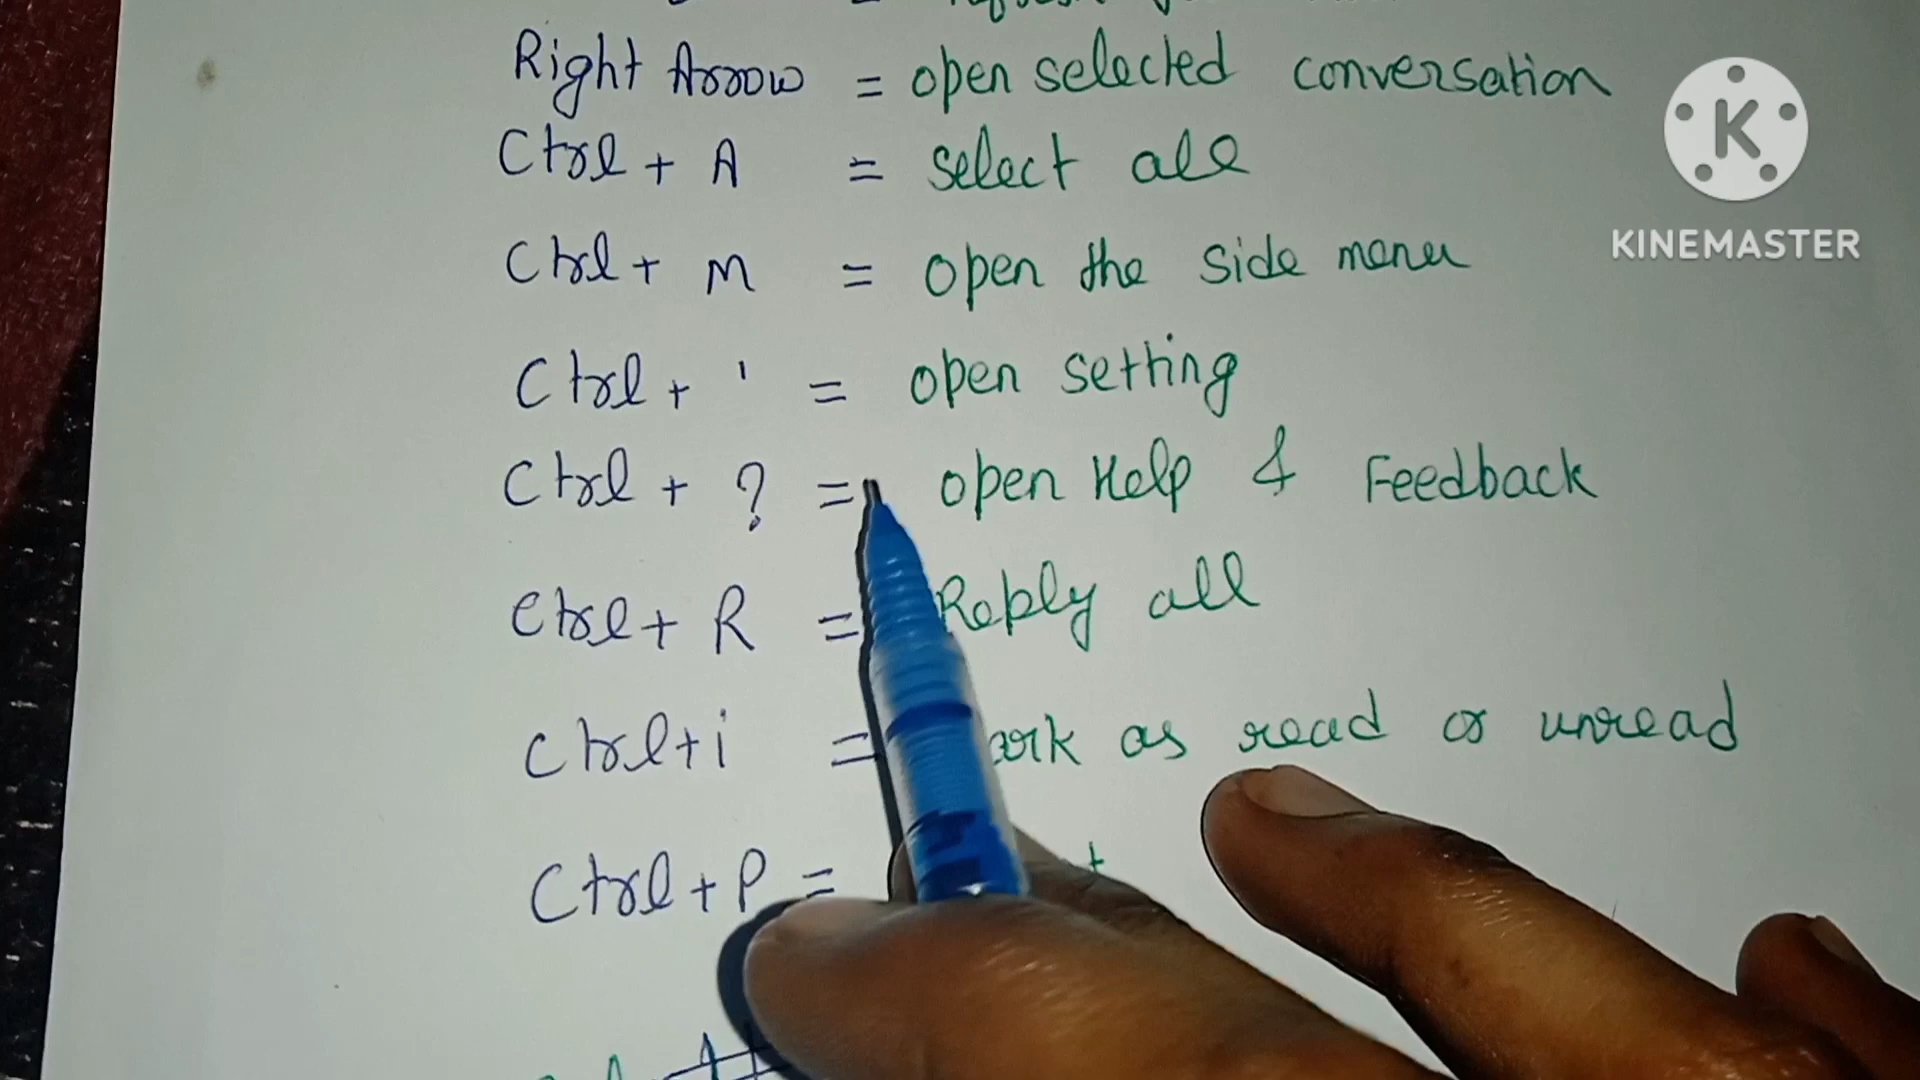 Right Arrow = open selected conversation
Ctrl + A = select all
Ctrl + M = open the side menu
Ctrl + ' = open setting
Ctrl + ? = open Help & Feedback
Ctrl + R = Reply all
Ctrl + i = as read or unread
Ctrl + P =
K
KINEMASTER